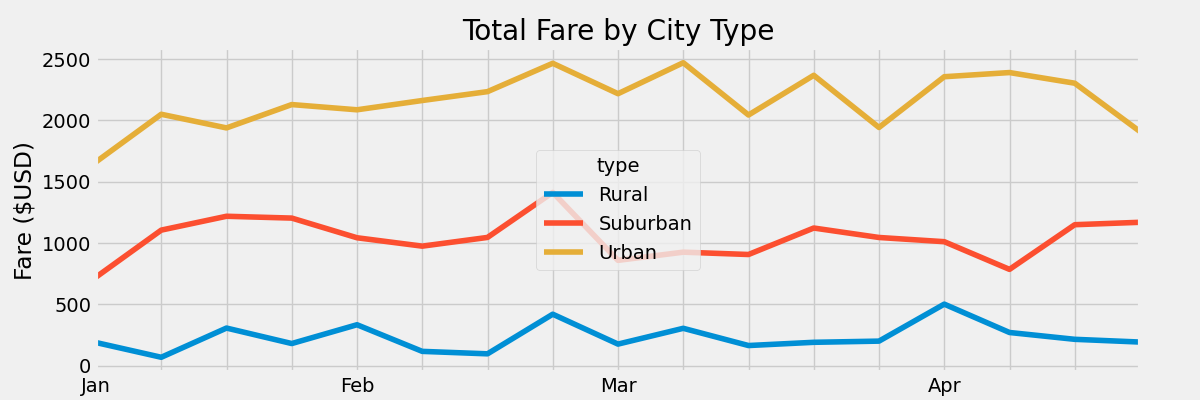 Total Fare by City Type
Fare ($USD)
2500
2000
1500
1000
500
0
type
Rural
Suburban
Urban
Jan Feb Mar Apr